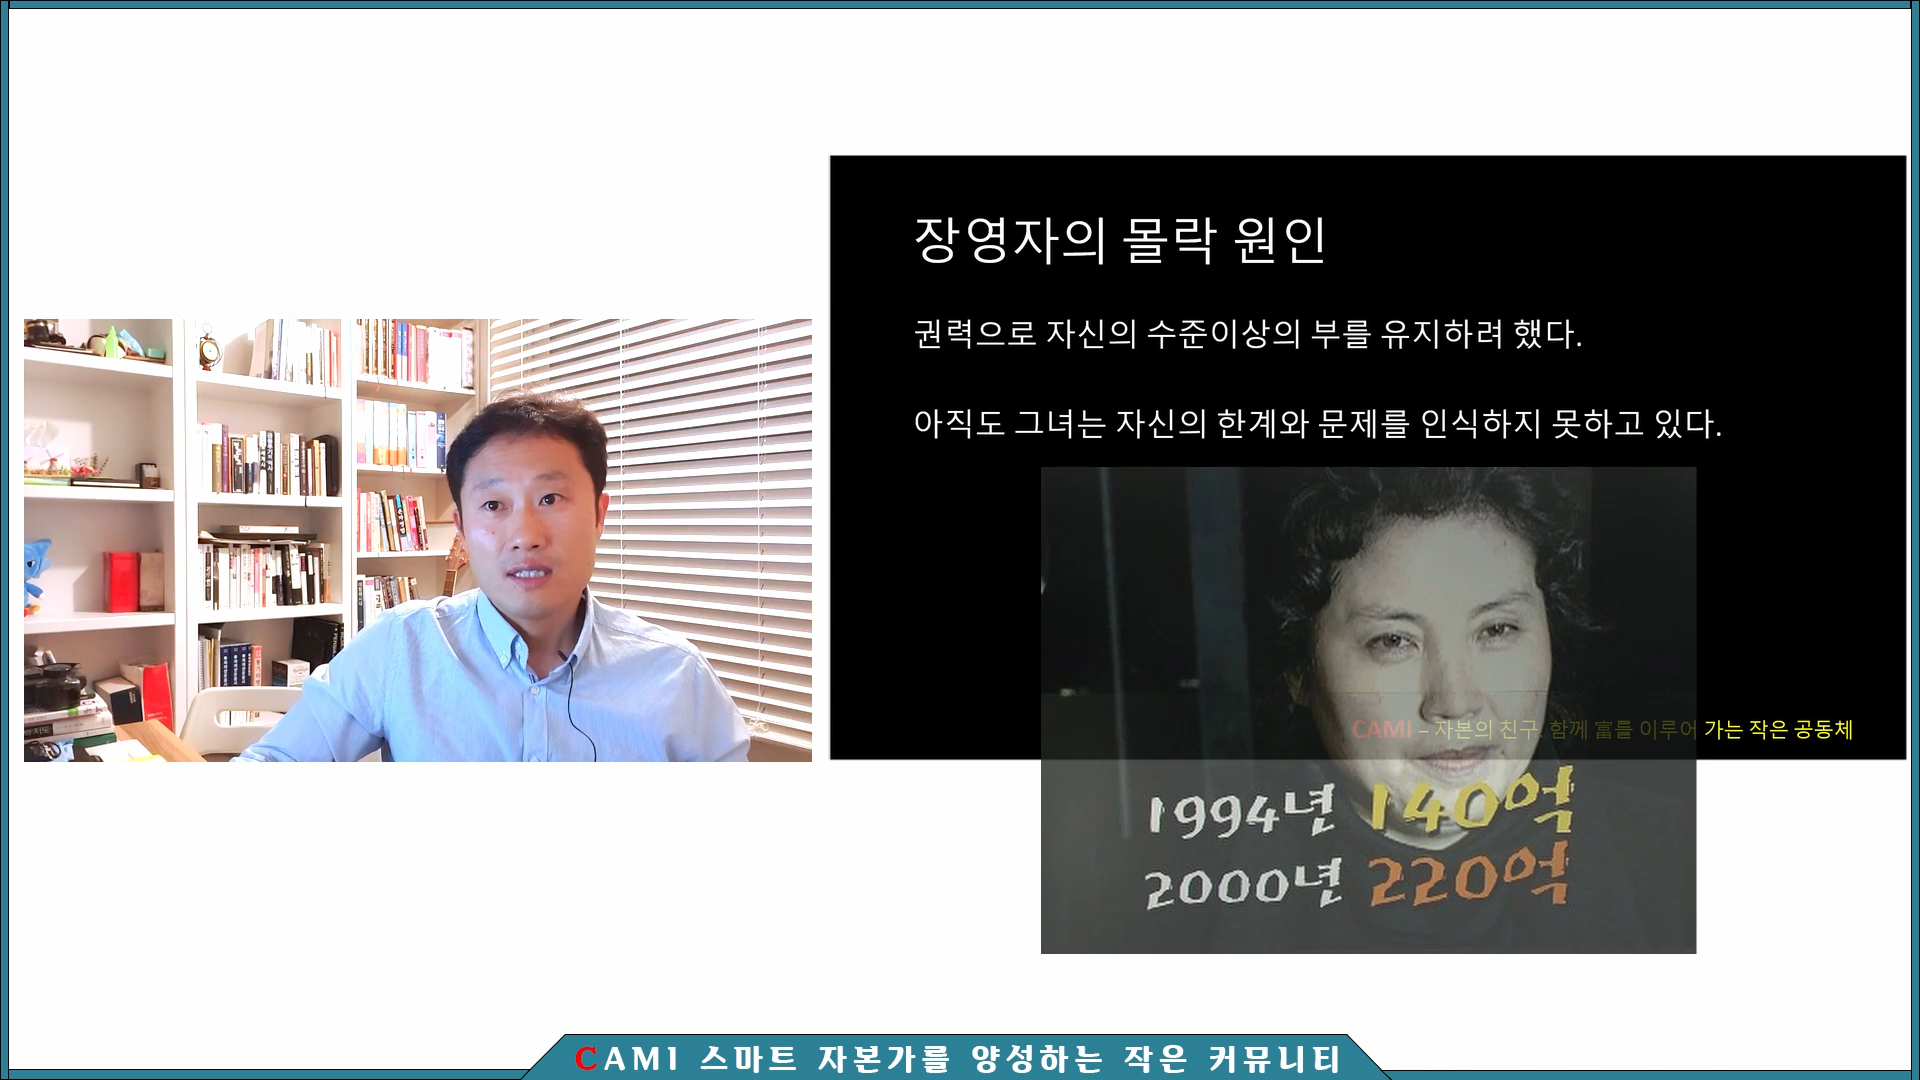 장영자의 몰락 원인
권력으로 자신의 수준이상의 부를 유지하려 했다.
아직도 그녀는 자신의 한계와 문제를 인식하지 못하고 있다.
CAMI – 자본의 친구. 함께 富를 이루어 가는 작은 공동체
1994년 140억
2000년 220억
CAMI 스마트 자본가를 양성하는 작은 커뮤니티